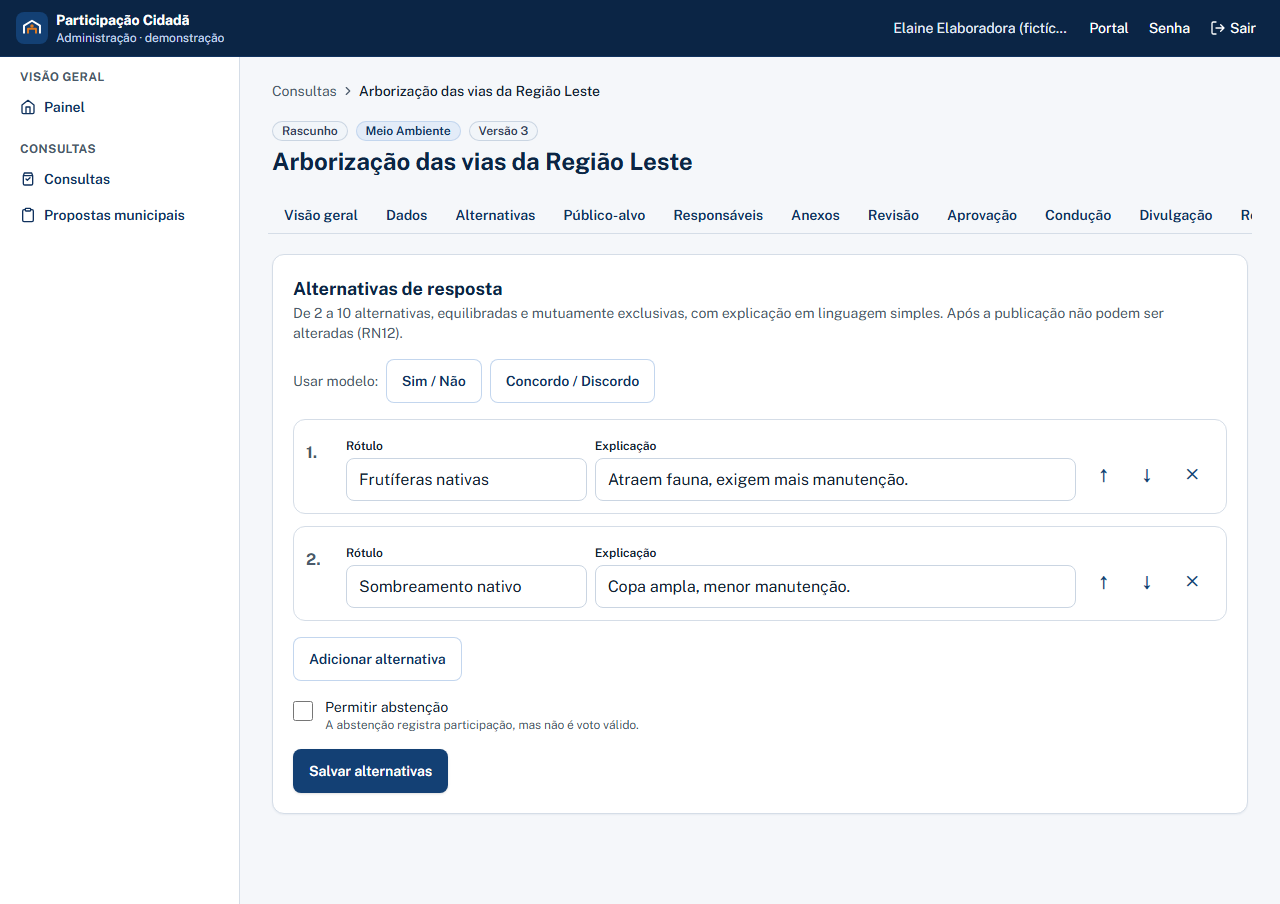 Participação Cidadã
Administração · demonstração
Elaine Elaboradora (fictíc...
Portal
Senha
Sair
VISÃO GERAL
Painel
CONSULTAS
Consultas
Propostas municipais
Consultas > Arborização das vias da Região Leste
Rascunho
Meio Ambiente
Versão 3
Arborização das vias da Região Leste
Visão geral
Dados
Alternativas
Público-alvo
Responsáveis
Anexos
Revisão
Aprovação
Condução
Divulgação
Alternativas de resposta
De 2 a 10 alternativas, equilibradas e mutuamente exclusivas, com explicação em linguagem simples. Após a publicação não podem ser
alteradas (RN12).
Usar modelo:
Sim / Não
Concordo / Discordo
1.
Rótulo
Frutíferas nativas
Explicação
Atraem fauna, exigem mais manutenção.
2.
Rótulo
Sombreamento nativo
Explicação
Copa ampla, menor manutenção.
Adicionar alternativa
Permitir abstenção
A abstenção registra participação, mas não é voto válido.
Salvar alternativas